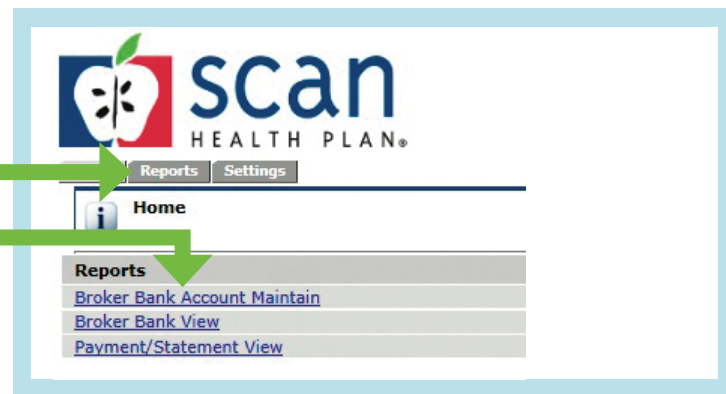 scan
HEALTH PLAN®
Reports Settings
Home
Reports
Broker Bank Account Maintain
Broker Bank View
Payment/Statement View